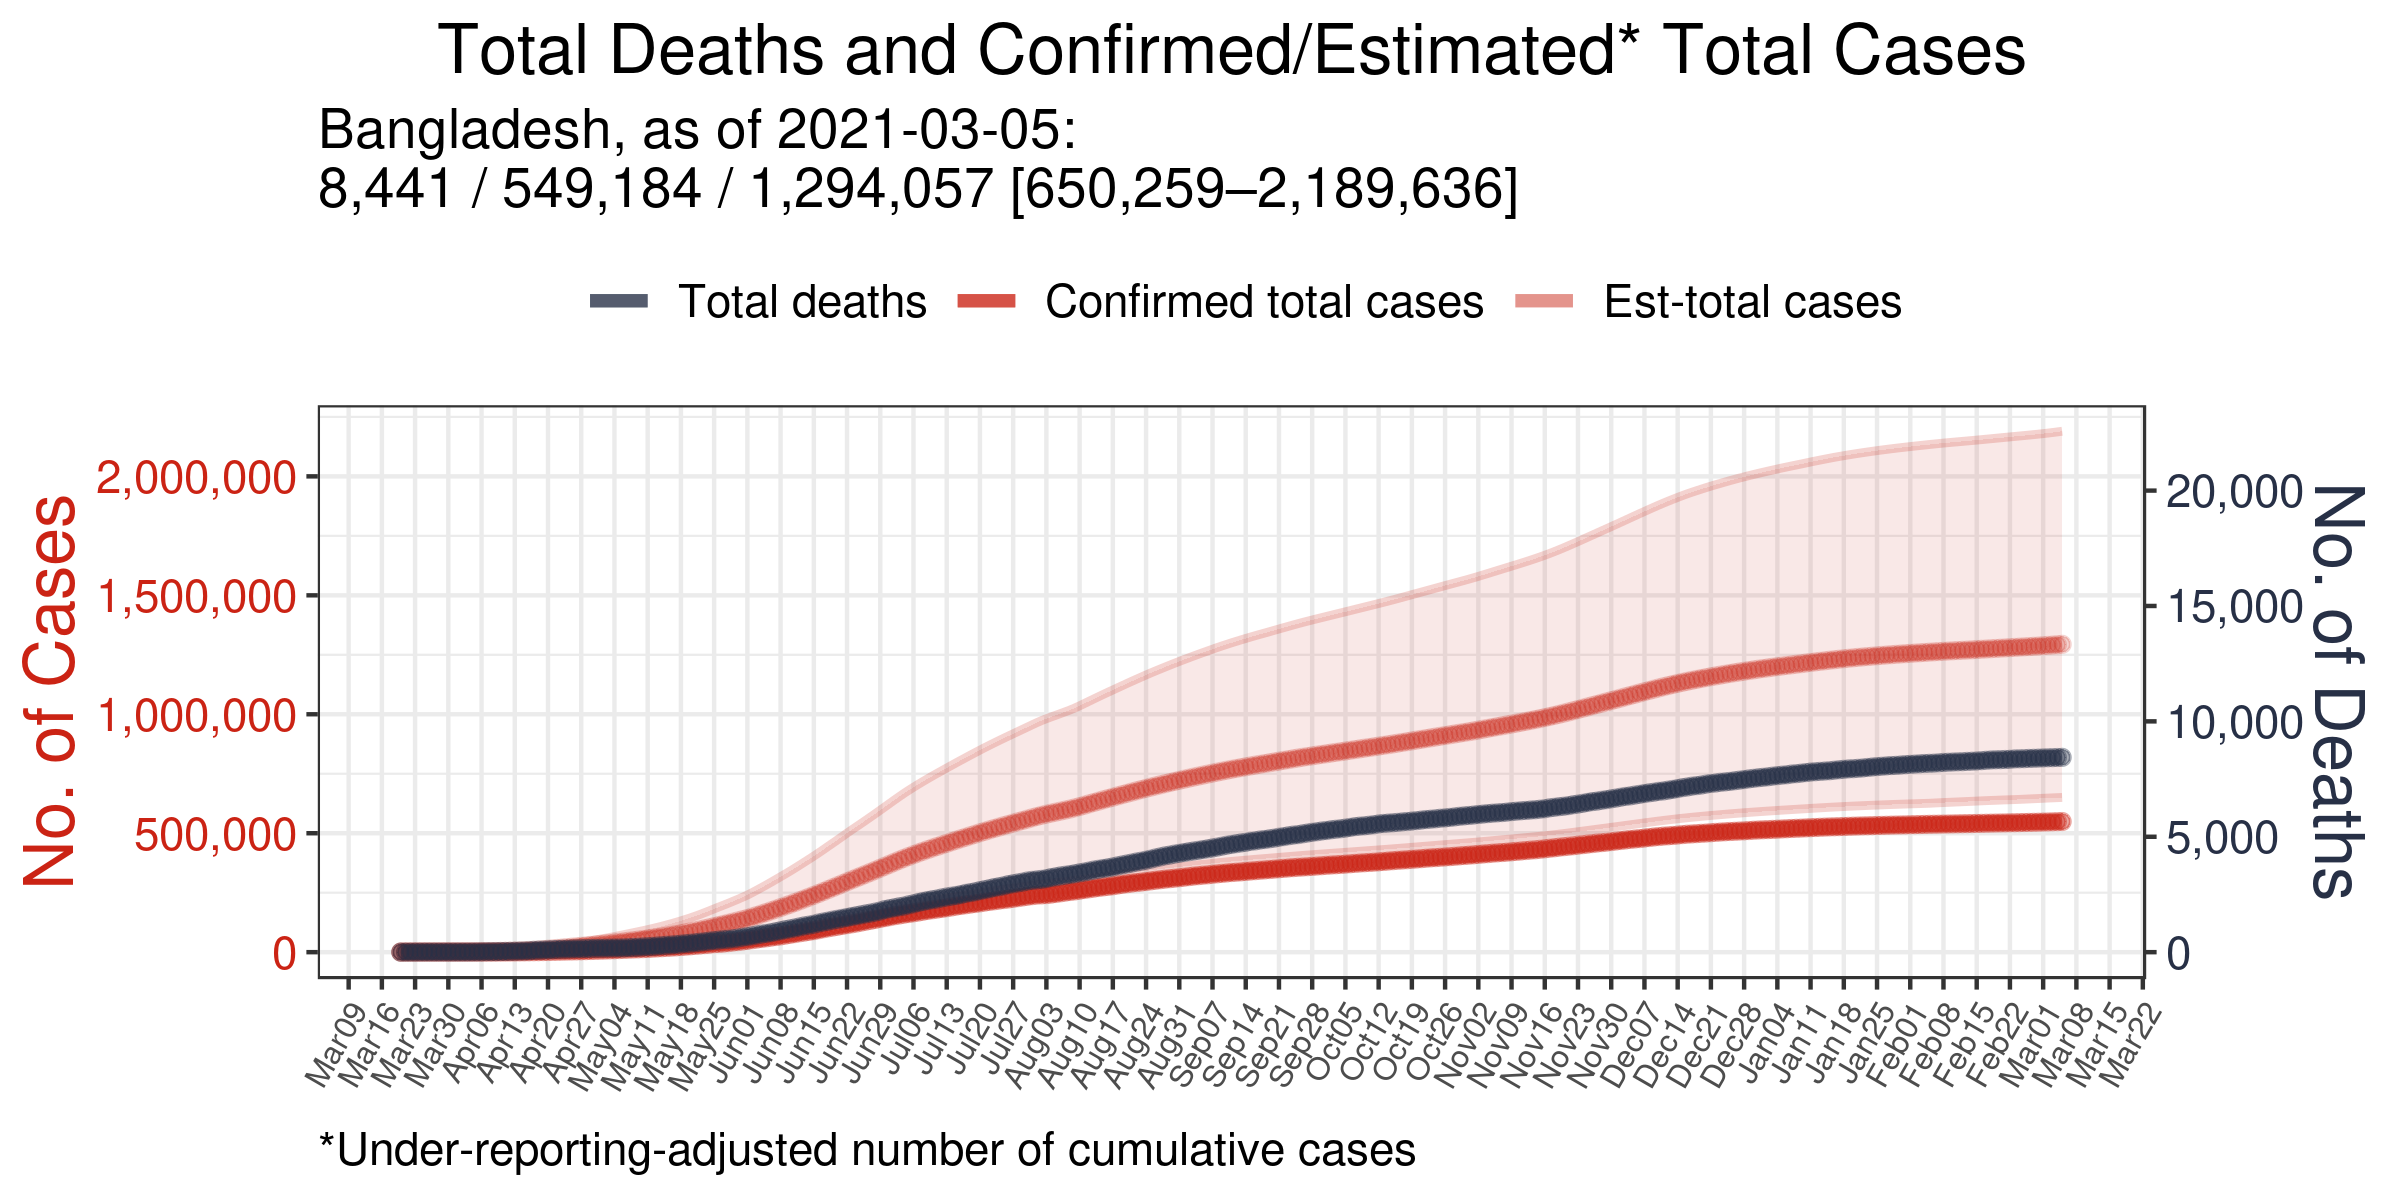 Total Deaths and Confirmed/Estimated* Total Cases
Bangladesh, as of 2021-03-05:
8,441 / 549,184 / 1,294,057 [650,259–2,189,636]
Total deaths
Confirmed total cases
Est-total cases
No. of Cases
2,000,000
1,500,000
1,000,000
500,000
0
20,000
15,000
10,000
5,000
0
No. of Deaths
Mar09
Mar16
Mar23
Mar30
Apr06
Apr13
Apr20
Apr27
May04
May11
May18
May25
Jun01
Jun08
Jun15
Jun22
Jun29
Jul06
Jul13
Jul20
Jul27
Aug03
Aug10
Aug17
Aug24
Aug31
Sep07
Sep14
Sep21
Sep28
Oct05
Oct12
Oct19
Oct26
Nov02
Nov09
Nov16
Nov23
Nov30
Dec07
Dec14
Dec21
Dec28
Jan04
Jan11
Jan18
Jan25
Feb01
Feb08
Feb15
Feb22
Mar01
Mar08
Mar15
Mar22
*Under-reporting-adjusted number of cumulative cases